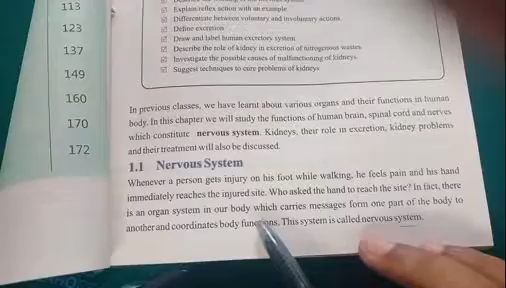 113
123
137
149
160
170
172
☑ Explain reflex action with an example
☑ Differentiate between voluntary and involuntary actions
☑ Define excretion
☑ Draw and label human excretory system
☑ Describe the role of kidney in excretion of nitrogenous wastes
☑ Investigate the possible causes of malfunctioning of kidneys
☑ Suggest techniques to cure problems of kidneys
In previous classes, we have learnt about various organs and their functions in human
body. In this chapter we will study the functions of human brain, spinal cord and nerves
which constitute nervous system. Kidneys, their role in excretion, kidney problems
and their treatment will also be discussed.
1.1 Nervous System
Whenever a person gets injury on his foot while walking, he feels pain and his hand
immediately reaches the injured site. Who asked the hand to reach the site? In fact, there
is an organ system in our body which carries messages form one part of the body to
another and coordinates body functions. This system is called nervous system.